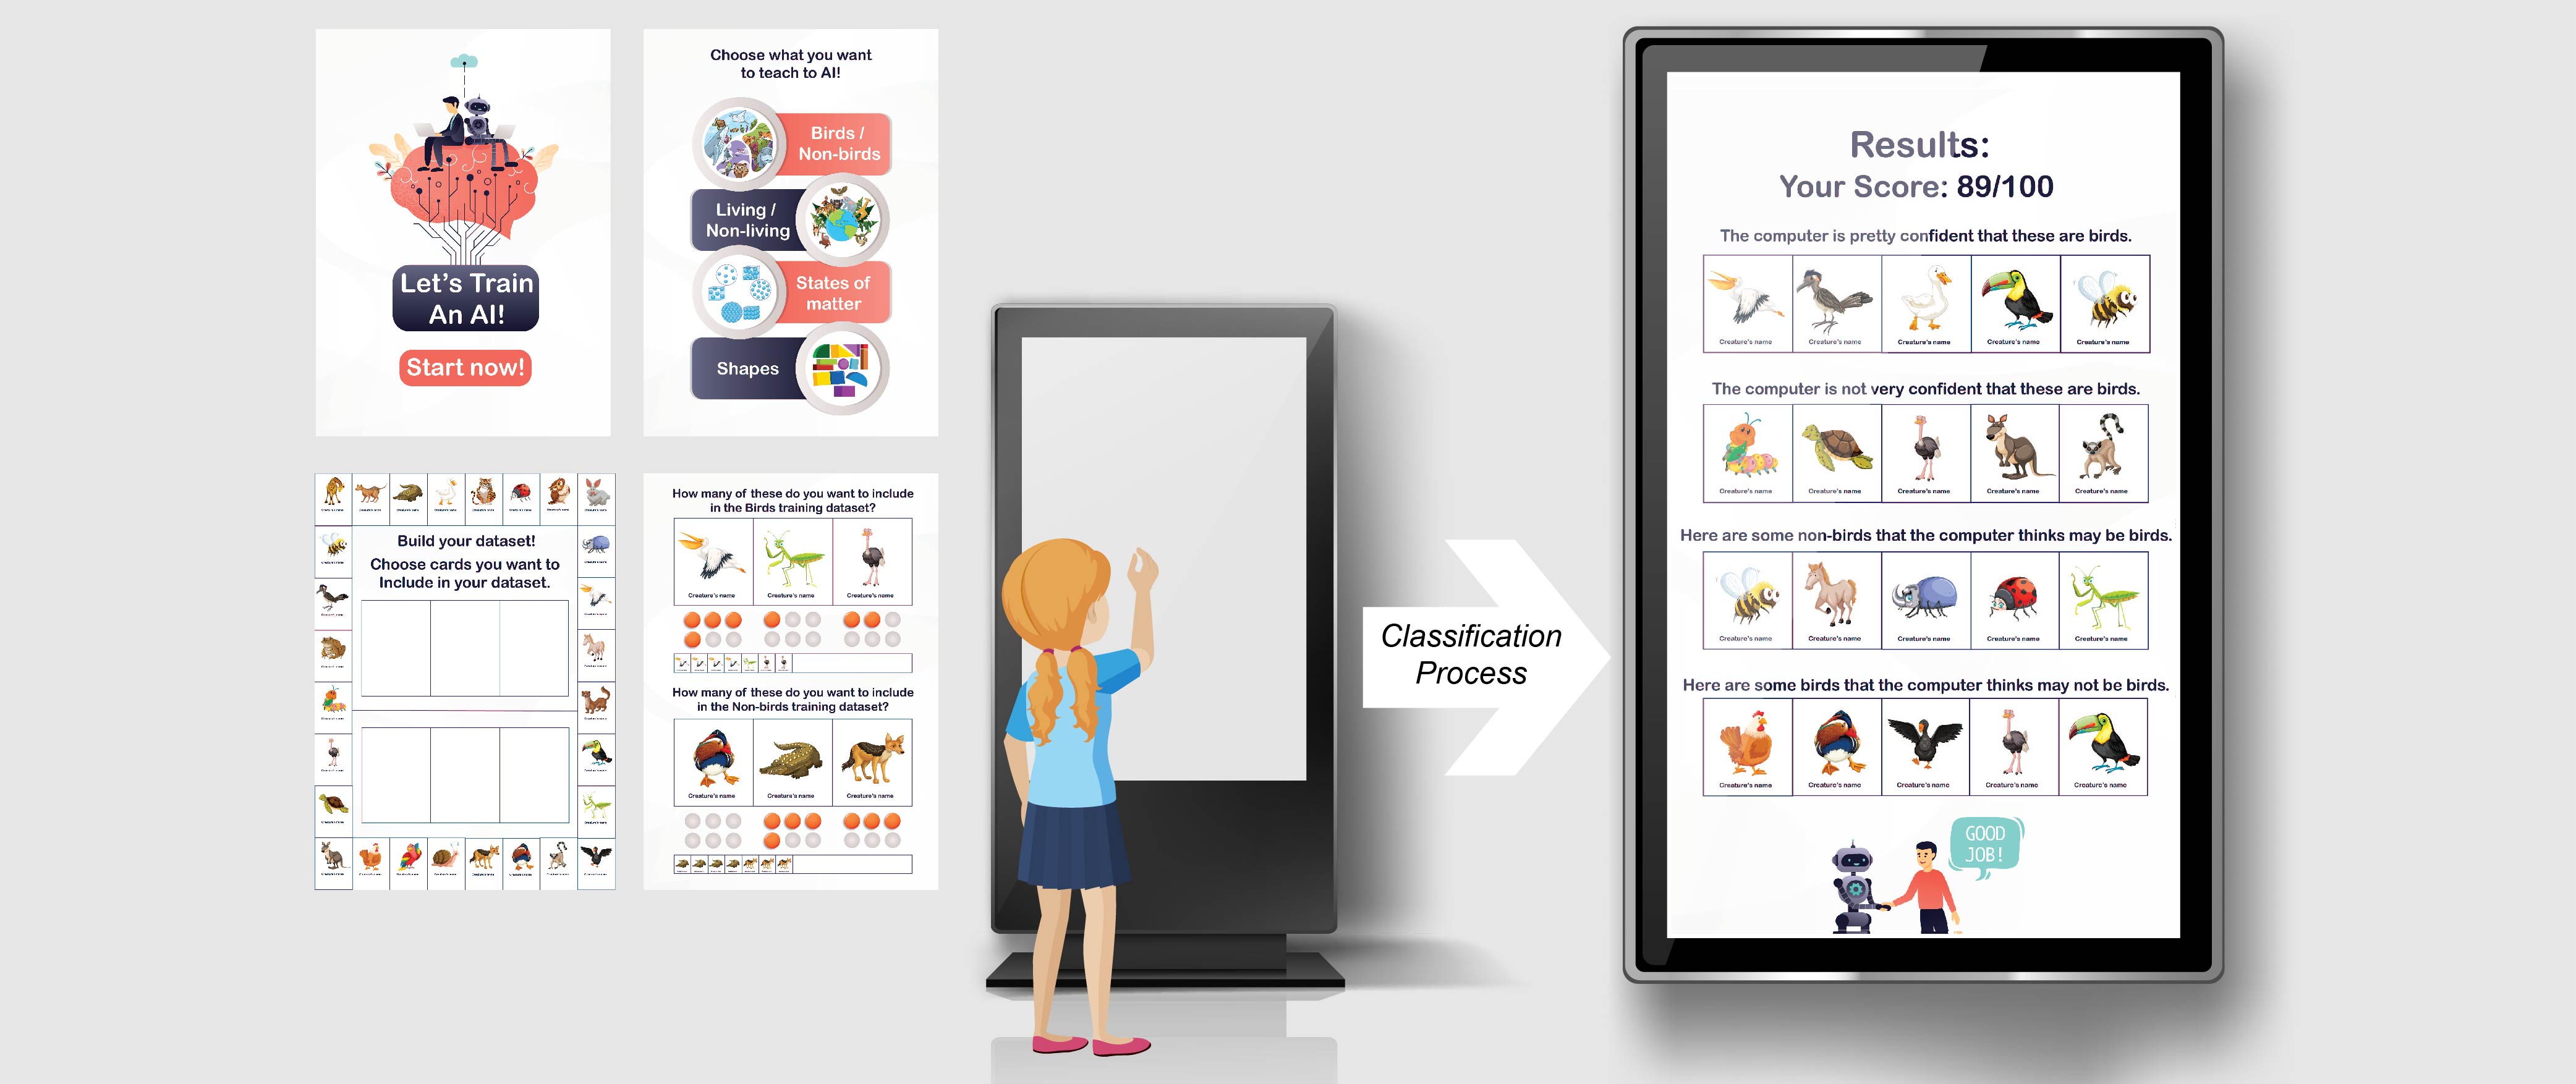 Let's Train
An AI!
Start now!
Choose what you want
to teach to AI!
Birds /
Non-birds
Living /
Non-living
States of
matter
Shapes
Build your dataset!
Choose cards you want to
Include in your dataset.
How many of these do you want to include
in the Birds training dataset?
Creature's name Creature's name Creature's name
How many of these do you want to include
in the Non-birds training dataset?
Creature's name Creature's name Creature's name
Classification
Process
Results:
Your Score: 89/100
The computer is pretty confident that these are birds.
Creature's name Creature's name Creature's name Creature's name Creature's name
The computer is not very confident that these are birds.
Creature's name Creature's name Creature's name Creature's name Creature's name
Here are some non-birds that the computer thinks may be birds.
Creature's name Creature's name Creature's name Creature's name Creature's name
Here are some birds that the computer thinks may not be birds.
Creature's name Creature's name Creature's name Creature's name Creature's name
GOOD
JOB!